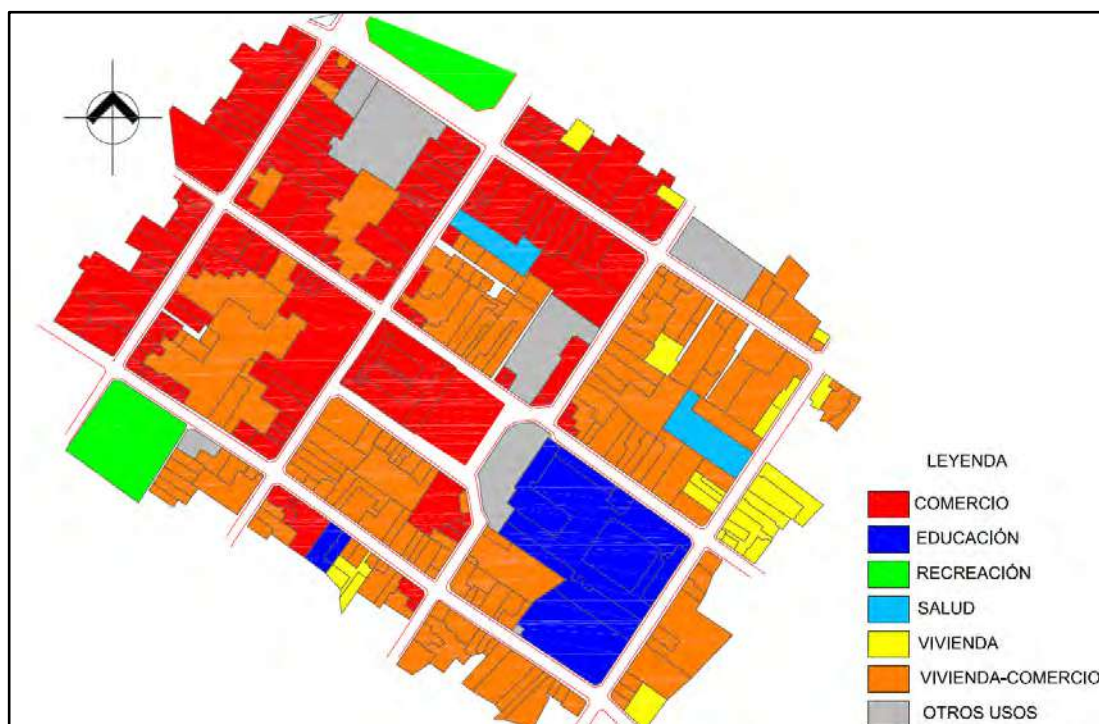 LEYENDA
COMERCIO
EDUCACIÓN
RECREACIÓN
SALUD
VIVIENDA
VIVIENDA-COMERCIO
OTROS USOS